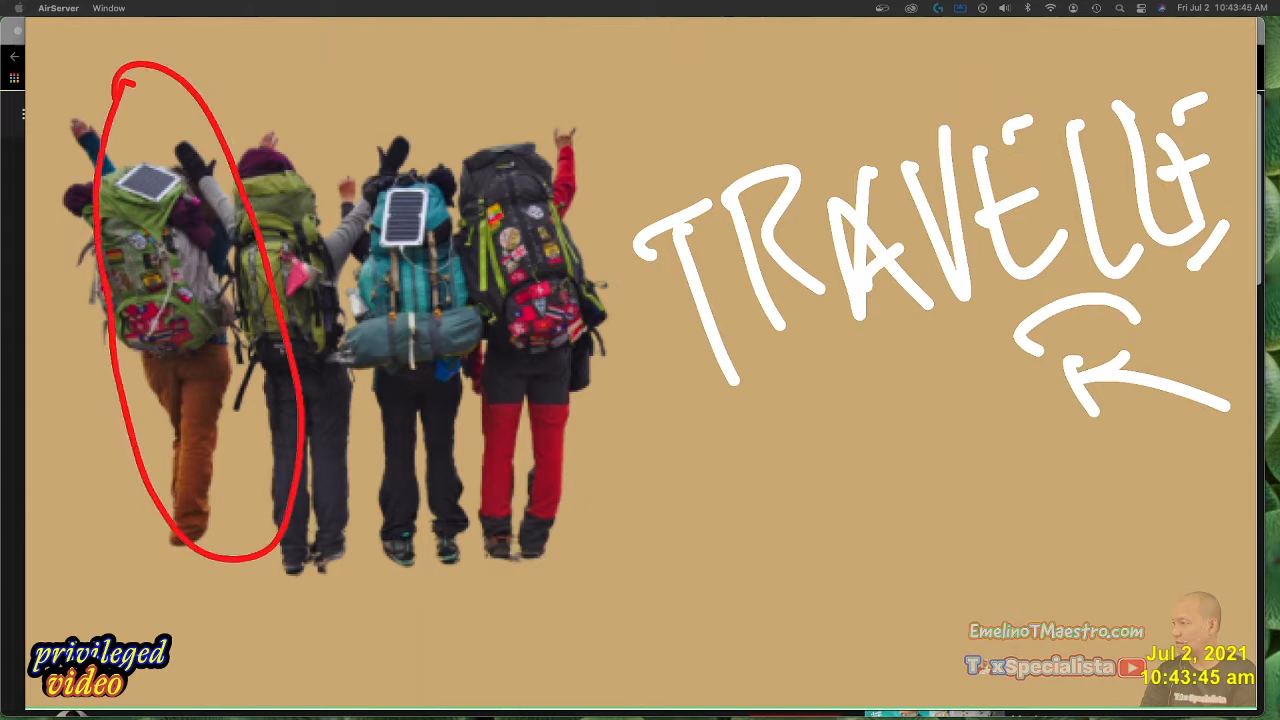 AirServer Window Fri Jul 2 10:43:45 AM
TRAVELLE
EmelinoTMaestro.com
TaxSpecialista
Jul 2, 2021
10:43:45 am
privileged
video